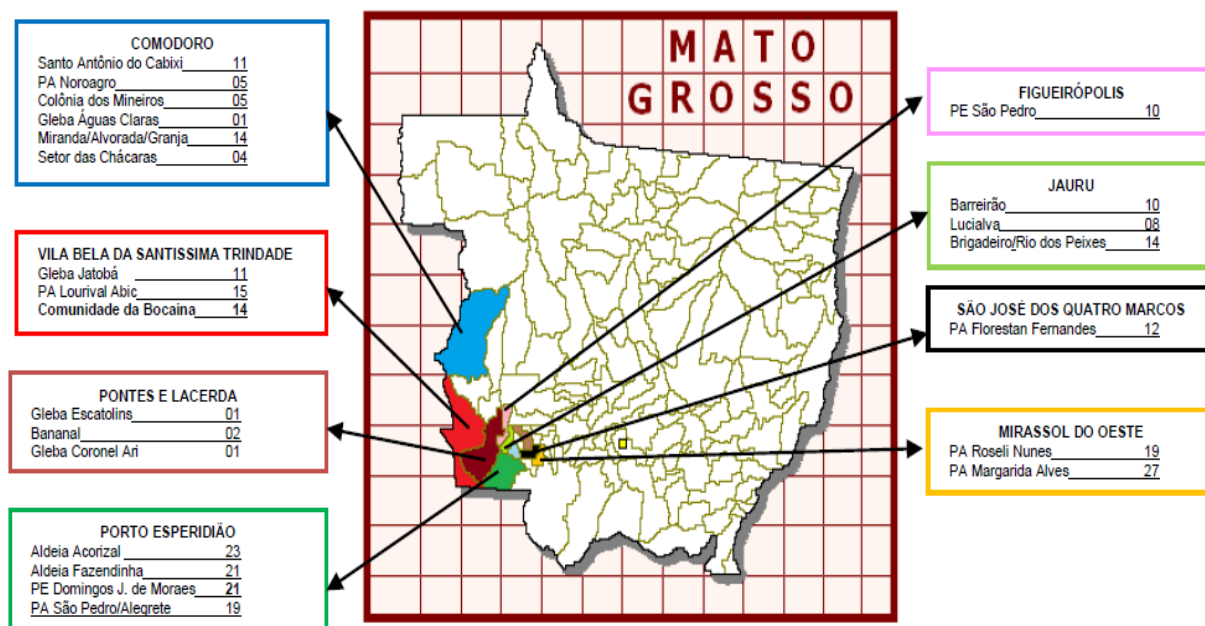 COMODORO
Santo Antônio do Cabixi 11
PA Noroagro 05
Colônia dos Mineiros 05
Gleba Águas Claras 01
Miranda/Alvorada/Granja 14
Setor das Chácaras 04
VILA BELA DA SANTISSIMA TRINDADE
Gleba Jatobá 11
PA Lourival Abic 15
Comunidade da Bocaina 14
PONTES E LACERDA
Gleba Escatolins 01
Bananal 02
Gleba Coronel Ari 01
PORTO ESPERIDIÃO
Aldeia Acorizal 23
Aldeia Fazendinha 21
PE Domingos J. de Moraes 21
PA São Pedro/Alegrete 19
MATO
GROSSO
FIGUEIRÓPOLIS
PE São Pedro 10
JAURU
Barreirão 10
Lucialva 08
Brigadeiro/Rio dos Peixes 14
SÃO JOSÉ DOS QUATRO MARCOS
PA Florestan Fernandes 12
MIRASSOL DO OESTE
PA Roseli Nunes 19
PA Margarida Alves 27